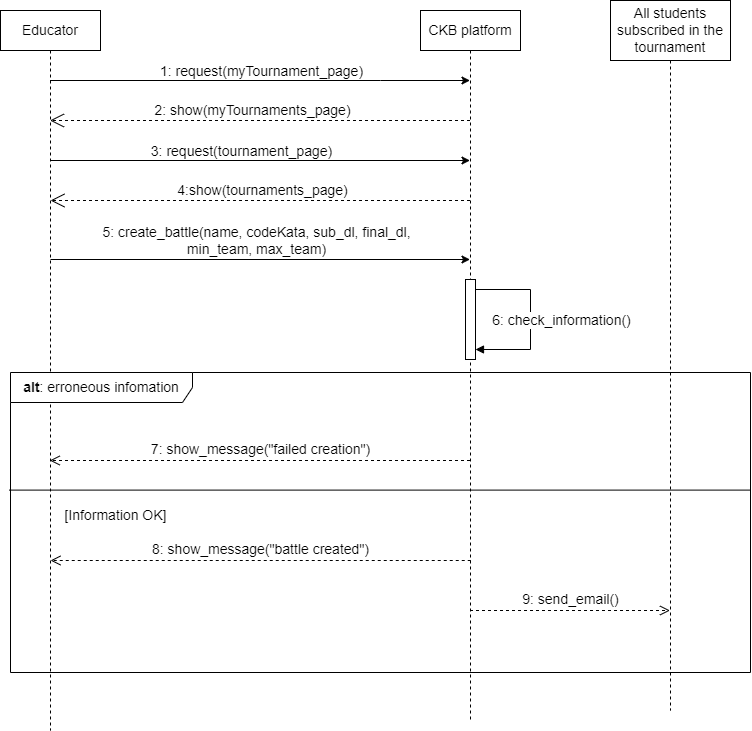 Educator
CKB platform
All students
subscribed in the
tournament
1: request(myTournament_page)
2: show(myTournaments_page)
3: request(tournament_page)
4:show(tournaments_page)
5: create_battle(name, codeKata, sub_dl, final_dl,
min_team, max_team)
6: check_information()
alt: erroneous infomation
7: show_message("failed creation")
[Information OK]
8: show_message("battle created")
9: send_email()